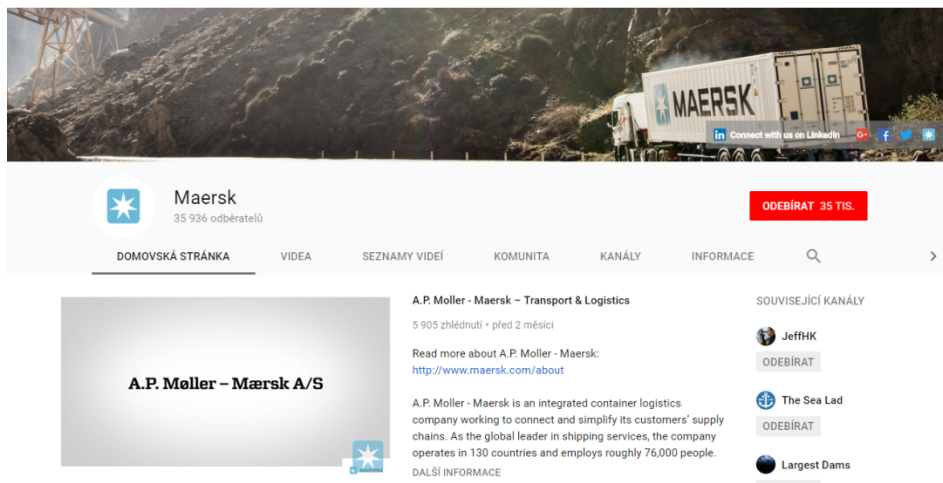 MAERSK
Connect with us on LinkedIn
Maersk
35 936 odběratelů
ODEBÍRAT 35 TIS.
DOMOVSKÁ STRÁNKA VIDEA SEZNAMY VIDEÍ KOMUNITA KANÁLY INFORMACE
A.P. Møller – Mærsk A/S
MAERSK
A.P. Moller - Maersk – Transport & Logistics
5 905 zhlédnutí • před 2 měsíci
Read more about A.P. Moller - Maersk:
http://www.maersk.com/about
A.P. Moller - Maersk is an integrated container logistics
company working to connect and simplify its customers’ supply
chains. As the global leader in shipping services, the company
operates in 130 countries and employs roughly 76,000 people.
DALŠÍ INFORMACE
SOUVISEJÍCÍ KANÁLY
JeffHK
ODEBÍRAT
The Sea Lad
ODEBÍRAT
Largest Dams